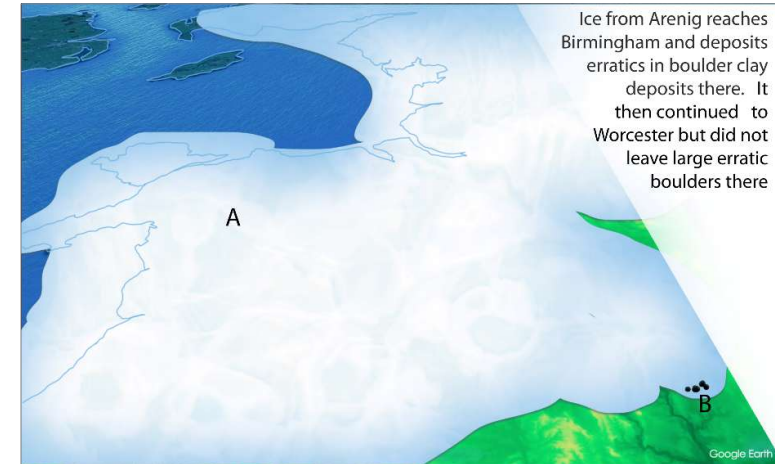 Ice from Arenig reaches
Birmingham and deposits
erratics in boulder clay
deposits there. It
then continued to
Worcester but did not
leave large erratic
boulders there
A
B
Google Earth